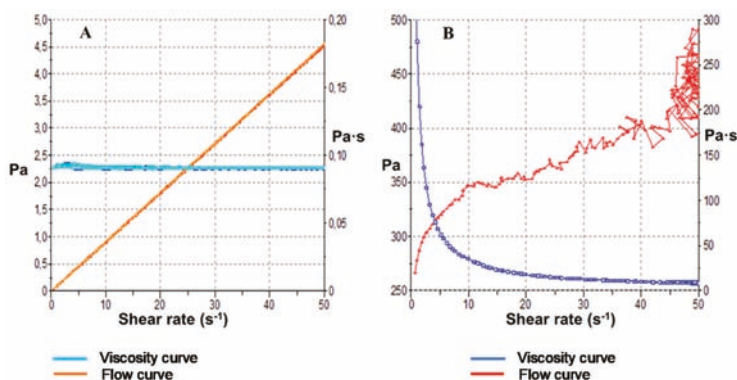 A
5,0
4,5
4,0
3,5
3,0
2,5
Pa
2,0
1,5
1,0
0,5
0
0,20
0,15
Pa·s
0,10
0,05
0,00
0 10 20 30 40 50
Shear rate (s⁻¹)
Viscosity curve
Flow curve
B
500
450
400
Pa
350
300
250
300
250
200
Pa·s
150
100
50
0
0 10 20 30 40 50
Shear rate (s⁻¹)
Viscosity curve
Flow curve